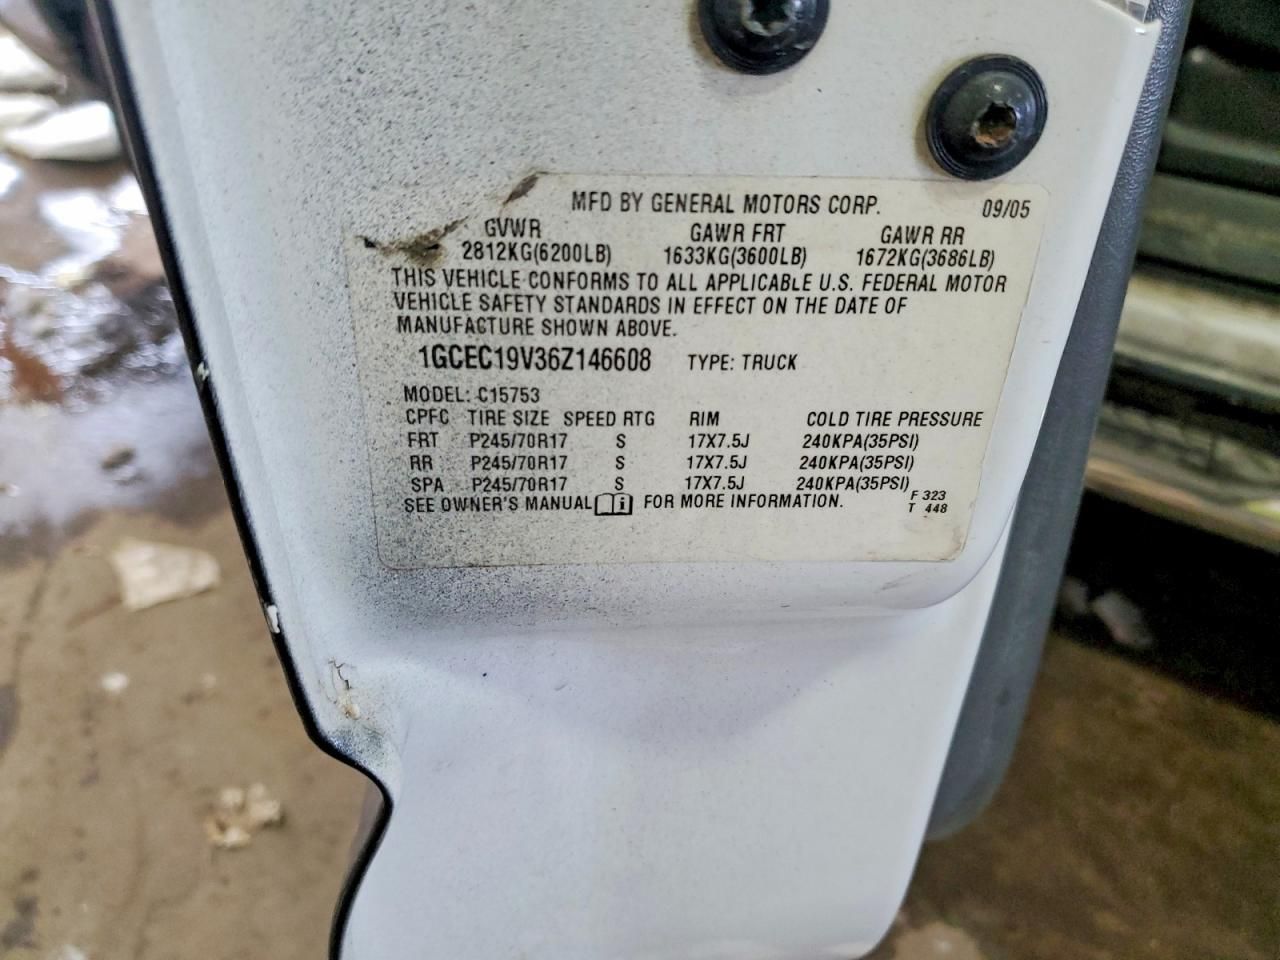 MFD BY GENERAL MOTORS CORP. 09/05
GVWR GAWR FRT GAWR RR
2812KG(6200LB) 1633KG(3600LB) 1672KG(3686LB)
THIS VEHICLE CONFORMS TO ALL APPLICABLE U.S. FEDERAL MOTOR
VEHICLE SAFETY STANDARDS IN EFFECT ON THE DATE OF
MANUFACTURE SHOWN ABOVE.
1GCEC19V36Z146608 TYPE: TRUCK
MODEL: C15753
CPFC TIRE SIZE SPEED RTG RIM COLD TIRE PRESSURE
FRT P245/70R17 S 17X7.5J 240KPA(35PSI)
RR P245/70R17 S 17X7.5J 240KPA(35PSI)
SPA P245/70R17 S 17X7.5J 240KPA(35PSI)
SEE OWNER'S MANUAL i FOR MORE INFORMATION.
F 323
T 448